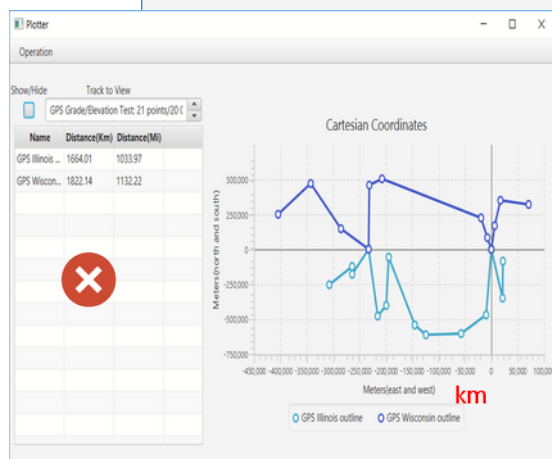 Plotter
Operation
Show/Hide Track to View
GPS Grade/Elevation Test: 21 points/20
Name Distance(Km) Distance(Mi)
GPS Illinois ... 1664.01 1033.97
GPS Wiscon... 1822.14 1132.22
Cartesian Coordinates
Meters(north and south)
500,000
250,000
0
-250,000
-500,000
-750,000
-450,000 -400,000 -350,000 -300,000 -250,000 -200,000 -150,000 -100,000 -50,000 0 50,000 100,000
Meters(east and west)
km
GPS Illinois outline GPS Wisconsin outline